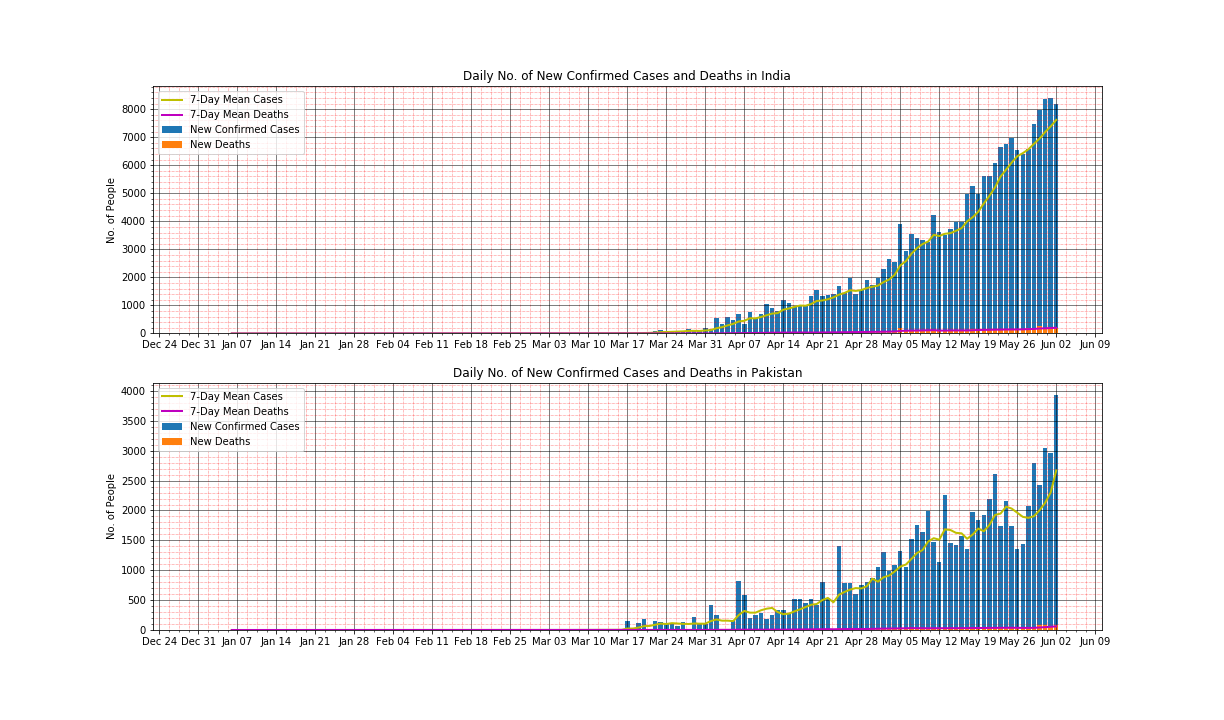 Daily No. of New Confirmed Cases and Deaths in India
No. of People
8000
7000
6000
5000
4000
3000
2000
1000
0
7-Day Mean Cases
7-Day Mean Deaths
New Confirmed Cases
New Deaths
Dec 24 Dec 31 Jan 07 Jan 14 Jan 21 Jan 28 Feb 04 Feb 11 Feb 18 Feb 25 Mar 03 Mar 10 Mar 17 Mar 24 Mar 31 Apr 07 Apr 14 Apr 21 Apr 28 May 05 May 12 May 19 May 26 Jun 02 Jun 09
Daily No. of New Confirmed Cases and Deaths in Pakistan
No. of People
4000
3500
3000
2500
2000
1500
1000
500
0
7-Day Mean Cases
7-Day Mean Deaths
New Confirmed Cases
New Deaths
Dec 24 Dec 31 Jan 07 Jan 14 Jan 21 Jan 28 Feb 04 Feb 11 Feb 18 Feb 25 Mar 03 Mar 10 Mar 17 Mar 24 Mar 31 Apr 07 Apr 14 Apr 21 Apr 28 May 05 May 12 May 19 May 26 Jun 02 Jun 09